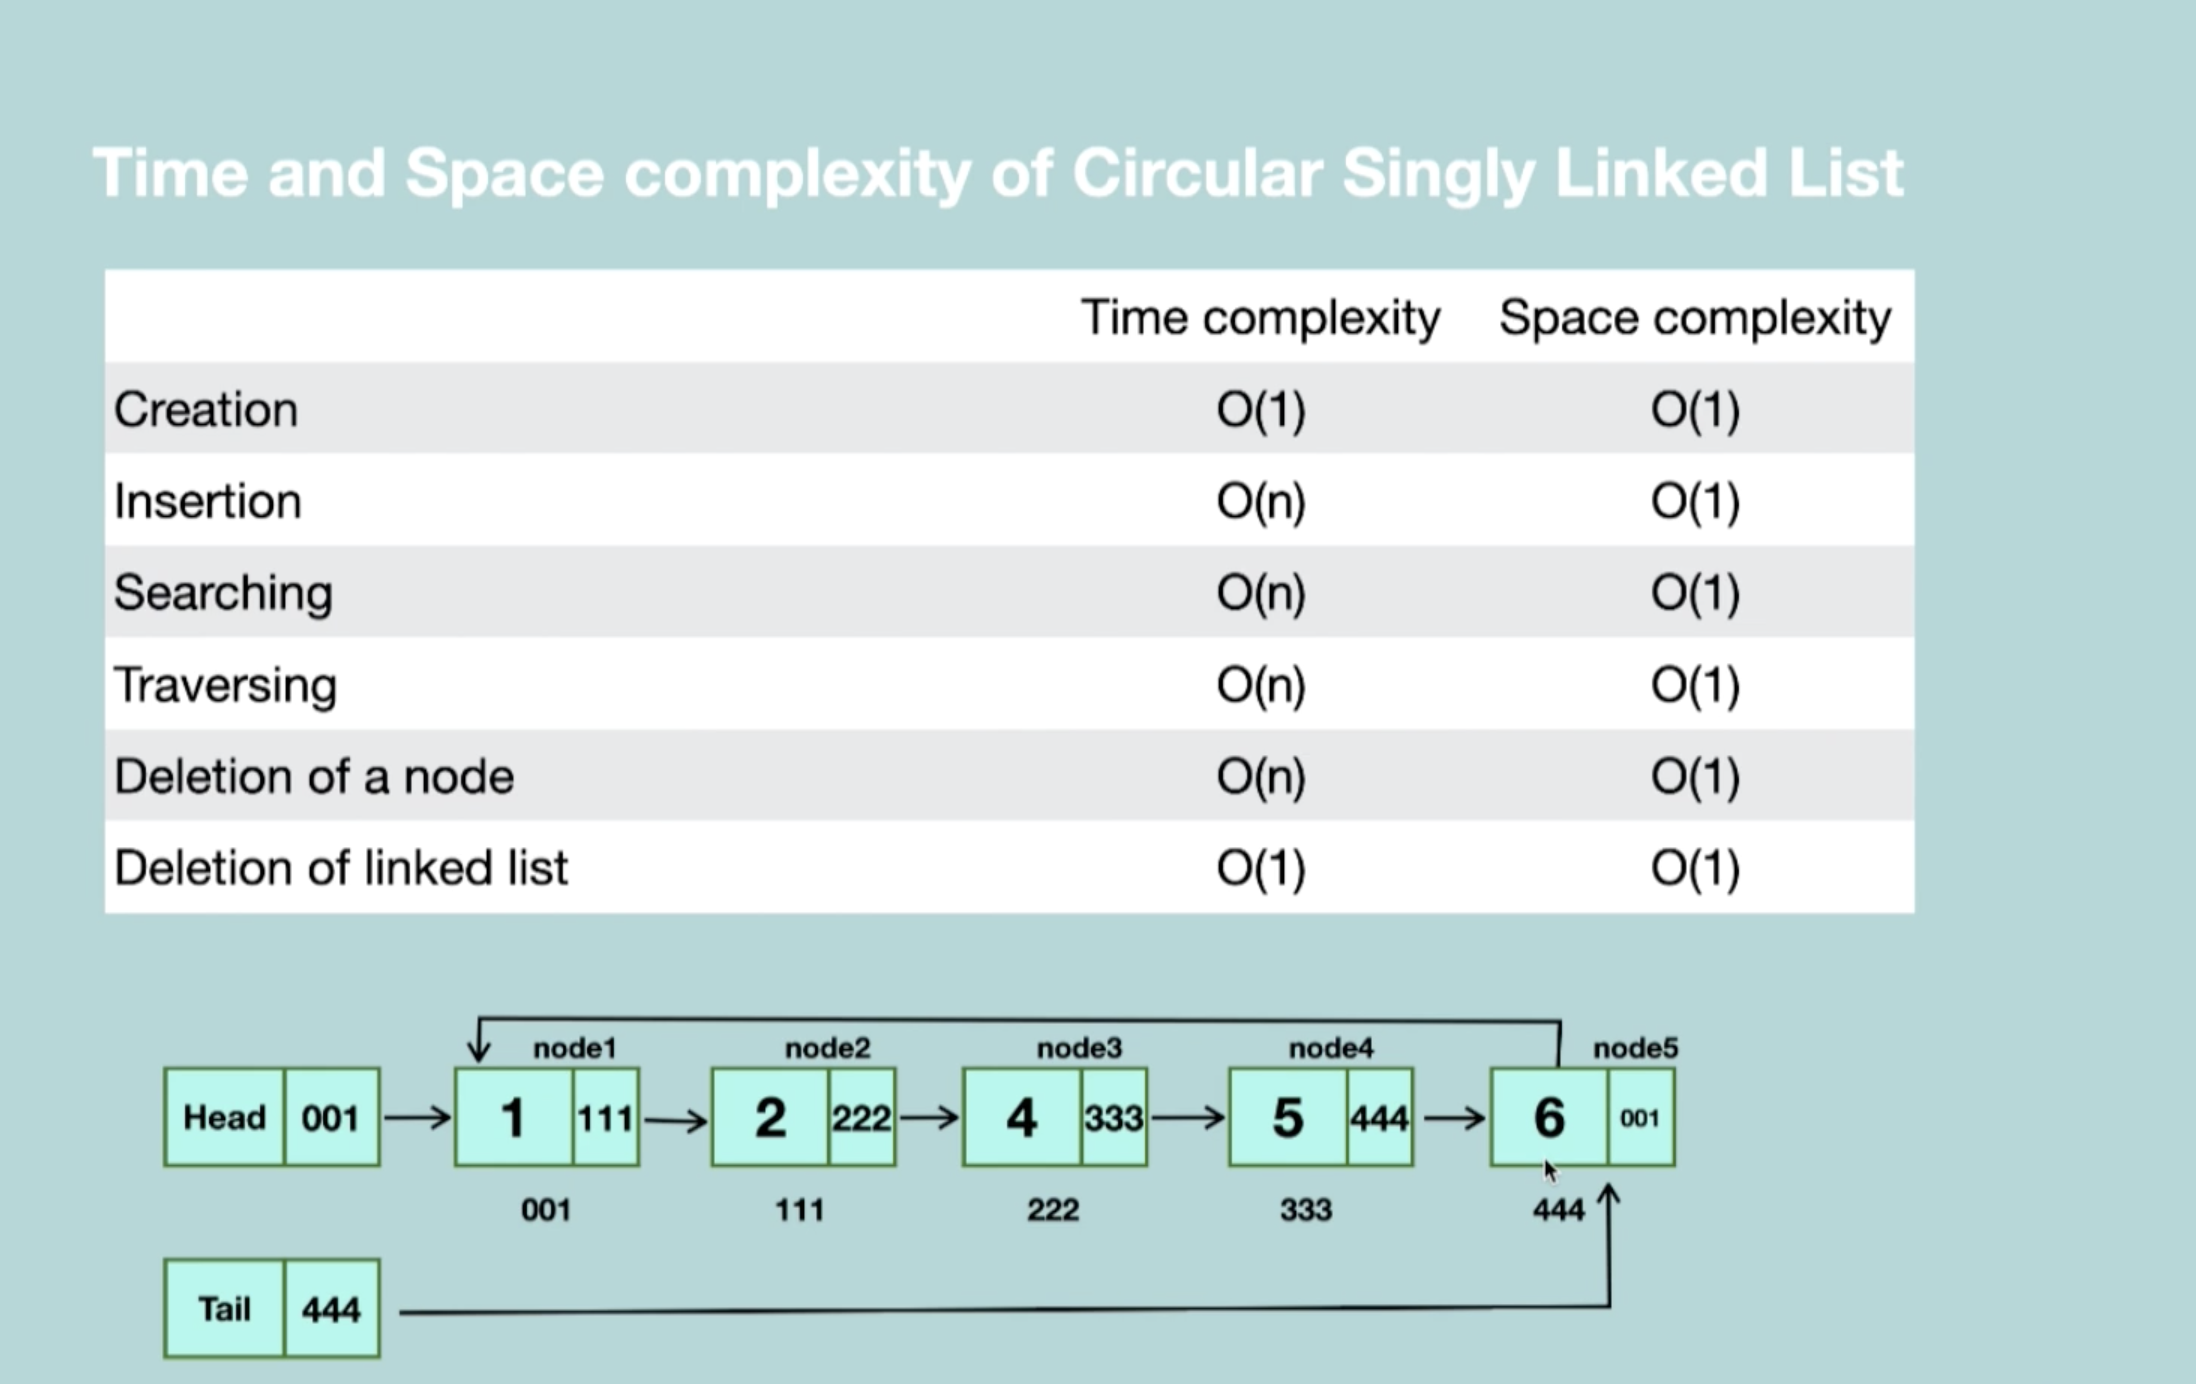 Time and Space complexity of Circular Singly Linked List
Time complexity Space complexity
Creation O(1) O(1)
Insertion O(n) O(1)
Searching O(n) O(1)
Traversing O(n) O(1)
Deletion of a node O(n) O(1)
Deletion of linked list O(1) O(1)
node1 node2 node3 node4 node5
Head 001 1 111 2 222 4 333 5 444 6 001
001 111 222 333 444
Tail 444